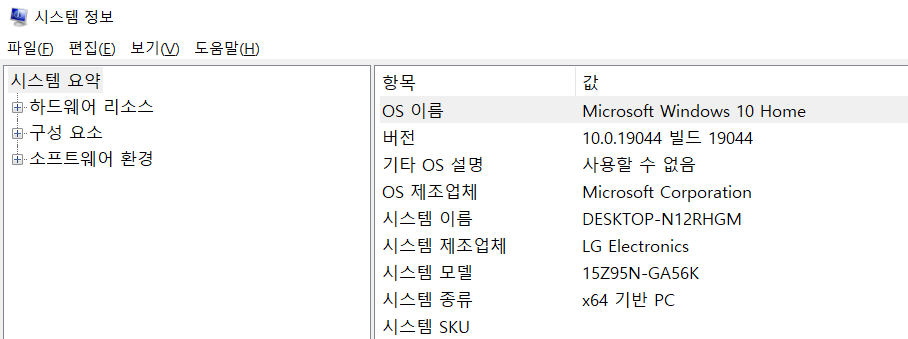 시스템 정보
파일(F) 편집(E) 보기(V) 도움말(H)
시스템 요약
하드웨어 리소스
구성 요소
소프트웨어 환경
항목 값
OS 이름 Microsoft Windows 10 Home
버전 10.0.19044 빌드 19044
기타 OS 설명 사용할 수 없음
OS 제조업체 Microsoft Corporation
시스템 이름 DESKTOP-N12RHGM
시스템 제조업체 LG Electronics
시스템 모델 15Z95N-GA56K
시스템 종류 x64 기반 PC
시스템 SKU